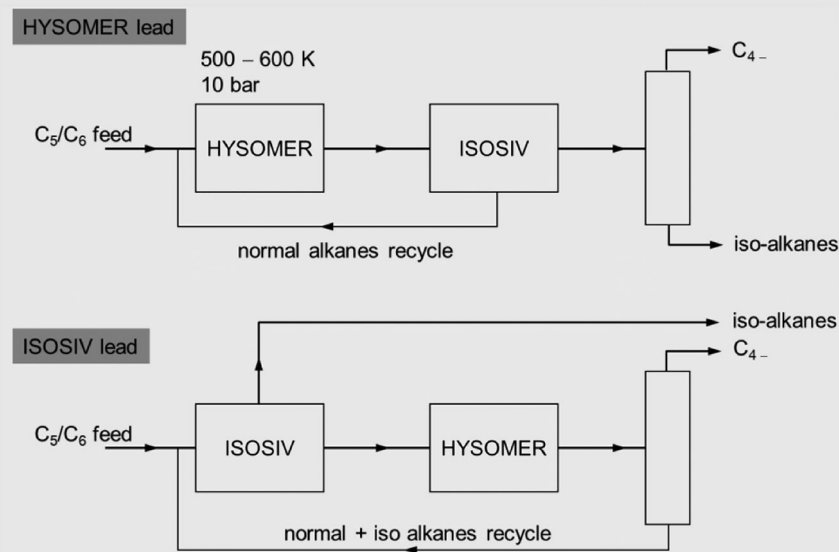 HYSOMER lead
500 – 600 K
10 bar
C₄₋
C₅/C₆ feed
HYSOMER
ISOSIV
normal alkanes recycle
iso-alkanes
iso-alkanes
ISOSIV lead
C₄₋
C₅/C₆ feed
ISOSIV
HYSOMER
normal + iso alkanes recycle